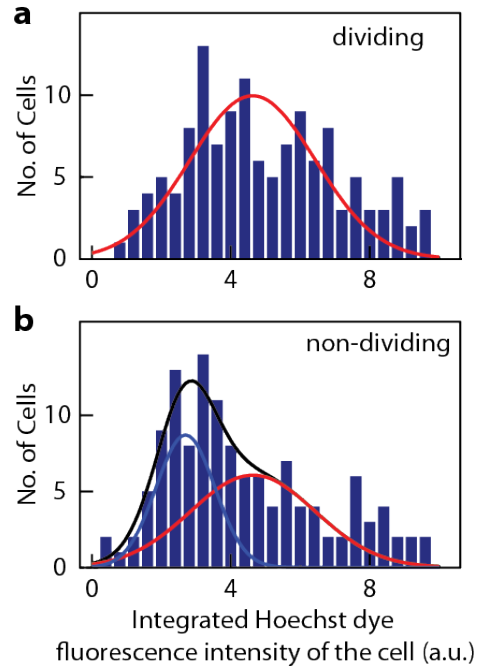 a
dividing
No. of Cells
10
5
0
0 4 8
b
non-dividing
No. of Cells
10
5
0
0 4 8
Integrated Hoechst dye
fluorescence intensity of the cell (a.u.)